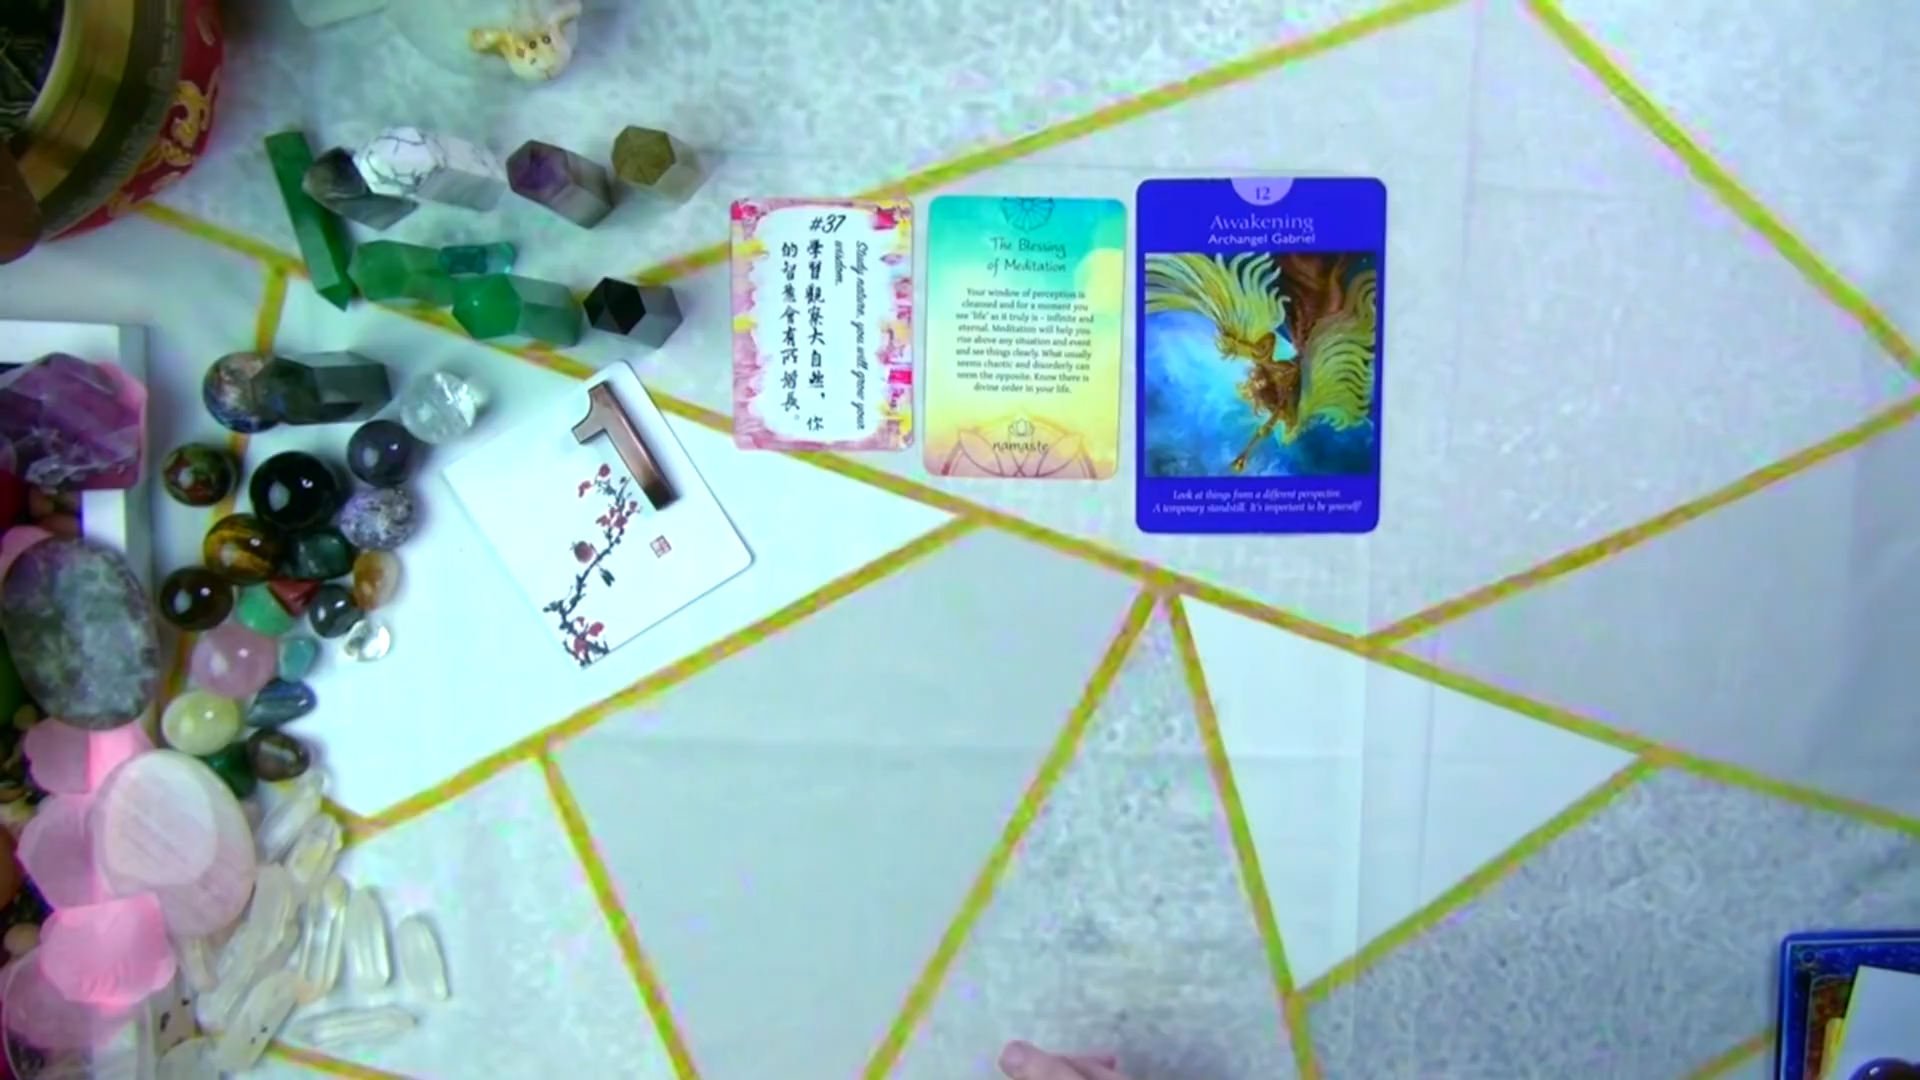 #37
Study nature, you will grow your
wisdom.
學習觀察大自然，你
的智慧會有所增長。
The Blessing
of Meditation
Your window of perception is
cleansed and for a moment you
see 'life' as it truly is – infinite and
eternal. Meditation will help you
rise above any situation and event
and see things clearly. What usually
seems chaotic and disorderly can
seem the opposite. Know there is
divine order in your life.
namaste
12
Awakening
Archangel Gabriel
Look at things from a different perspective.
A temporary standstill. It's important to be yourself!
1